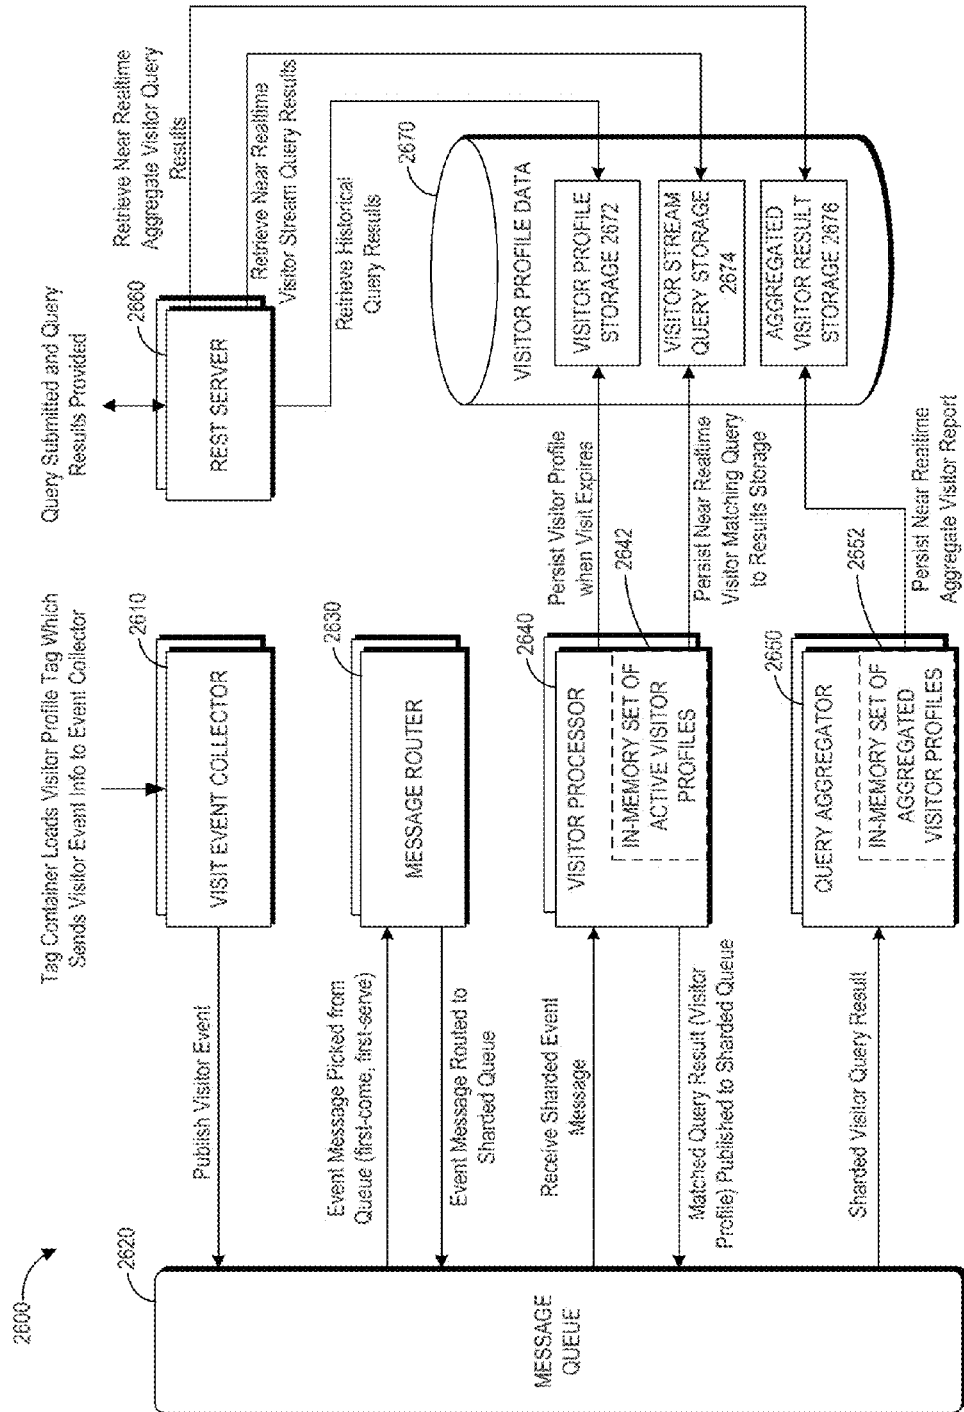 2600
Tag Container Loads Visitor Profile Tag Which
Sends Visitor Event Info to Event Collector
Query Submitted and Query
Results Provided
2610
VISIT EVENT COLLECTOR
2660
REST SERVER
Retrieve Near Realtime
Aggregate Visitor Query
Results
Retrieve Near Realtime
Visitor Stream Query Results
Retrieve Historical
Query Results
2620
MESSAGE
QUEUE
Publish Visitor Event
Event Message Picked from
Queue (first-come, first-serve)
Event Message Routed to
Sharded Queue
2630
MESSAGE ROUTER
Receive Sharded Event
Message
Matched Query Result (Visitor
Profile) Published to Sharded Queue
2640
VISITOR PROCESSOR
IN-MEMORY SET OF
ACTIVE VISITOR
PROFILES
2642
Persist Visitor Profile
when Visit Expires
Persist Near Realtime
Visitor Matching Query
to Results Storage
2670
VISITOR PROFILE DATA
VISITOR PROFILE
STORAGE 2672
VISITOR STREAM
QUERY STORAGE
2674
AGGREGATED
VISITOR RESULT
STORAGE 2676
Sharded Visitor Query Result
2650
QUERY AGGREGATOR
IN-MEMORY SET OF
AGGREGATED
VISITOR PROFILES
2652
Persist Near Realtime
Aggregate Visitor Report